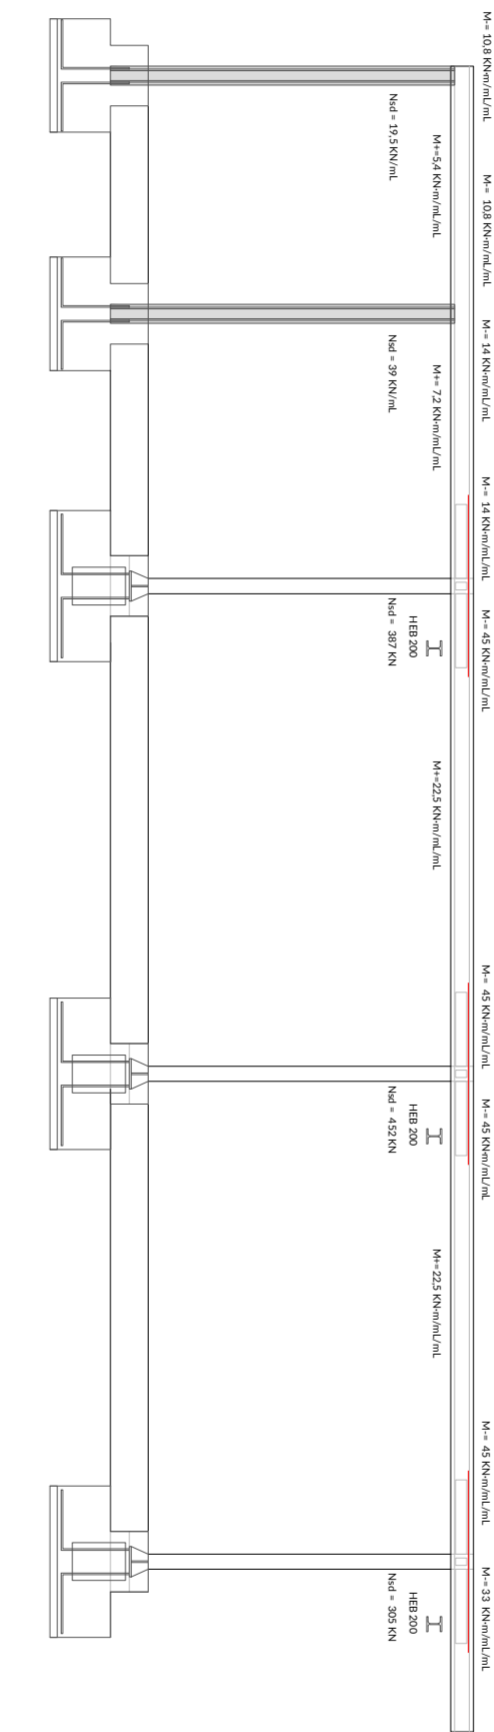 M-= 10,8 KN·m/mL/mL
M-= 10,8 KN·m/mL/mL
M-= 14 KN·m/mL/mL
M-= 14 KN·m/mL/mL
M-= 45 KN·m/mL/mL
M-= 45 KN·m/mL/mL
M-= 45 KN·m/mL/mL
M-= 45 KN·m/mL/mL
M-= 33 KN·m/mL/mL
M+=5,4 KN·m/mL/mL
M+= 7,2 KN·m/mL/mL
M+=22,5 KN·m/mL/mL
M+= 22,5 KN·m/mL/mL
HEB 200
HEB 200
HEB 200
Nsd = 19,5 KN/mL
Nsd = 39 KN/mL
Nsd = 387 KN
Nsd = 452 KN
Nsd = 305 KN